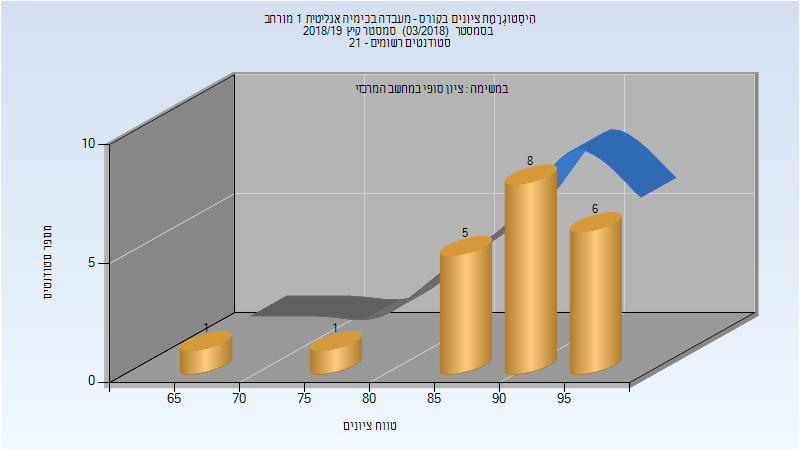 היסטוגרמת ציונים בקורס - מעבדה בכימיה אנליטית 1 מורחב
בסמסטר (03/2018) סמסטר קיץ 2018/19
סטודנטים רשומים - 21
במשימה : ציון סופי במחשב המרכזי
מספר סטודנטים
10
5
0
1
1
5
8
6
65 70 75 80 85 90 95
טווח ציונים